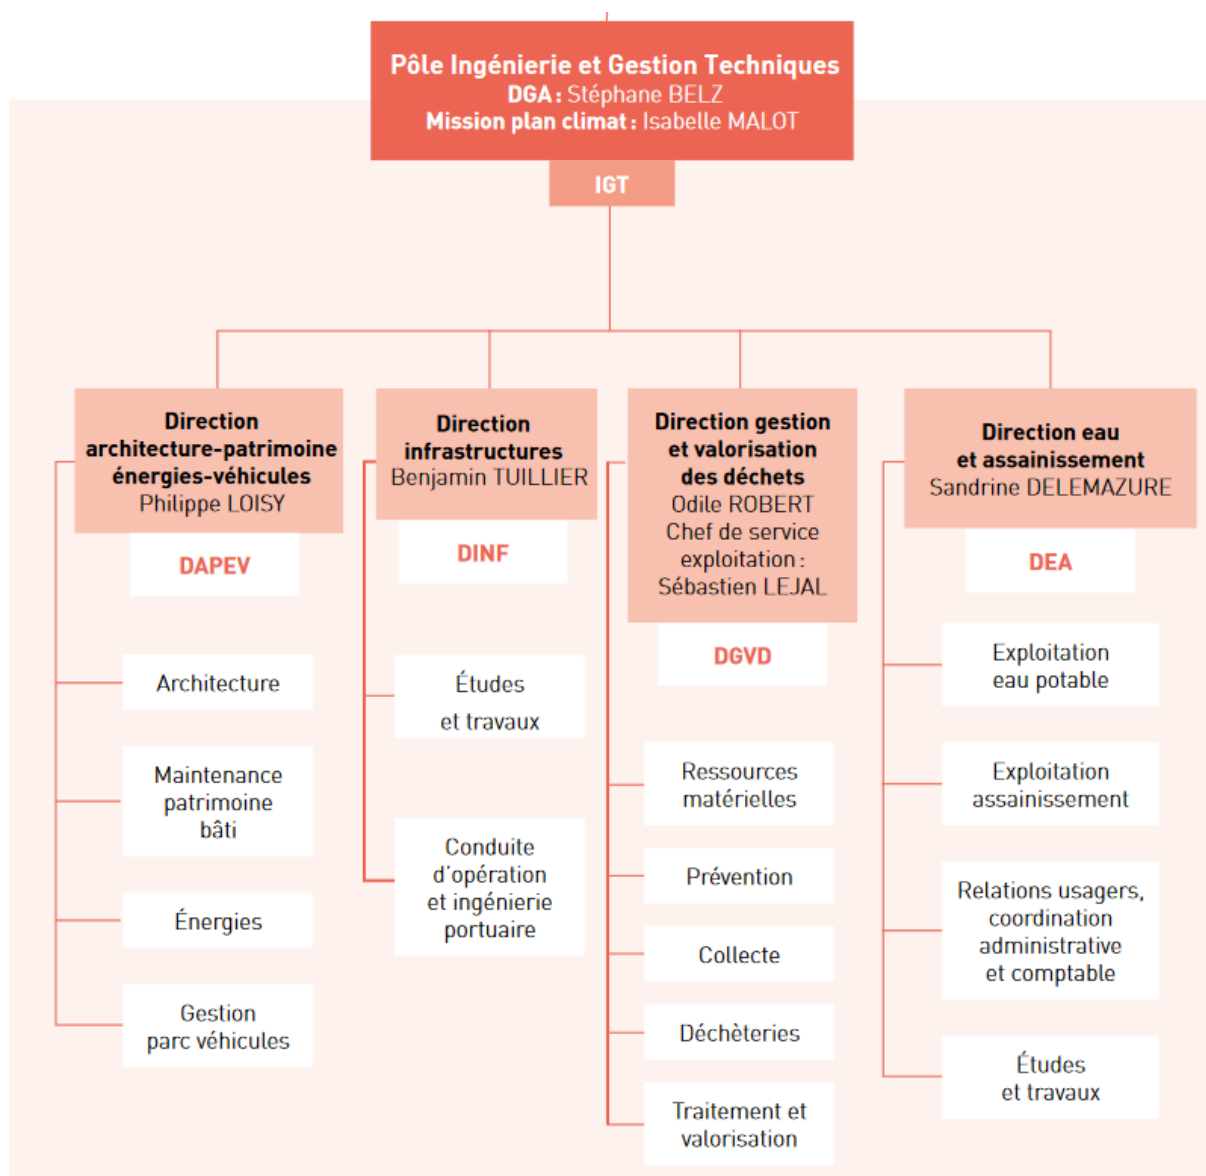 Pôle Ingénierie et Gestion Techniques
DGA : Stéphane BELZ
Mission plan climat : Isabelle MALOT
IGT
Direction
architecture-patrimoine
énergies-véhicules
Philippe LOISY
DAPEV
Architecture
Maintenance
patrimoine
bâti
Énergies
Gestion
parc véhicules
Direction
infrastructures
Benjamin TUILLIER
DINF
Études
et travaux
Conduite
d'opération
et ingénierie
portuaire
Direction gestion
et valorisation
des déchets
Odile ROBERT
Chef de service
exploitation :
Sébastien LEJAL
DGVD
Ressources
matérielles
Prévention
Collecte
Déchèteries
Traitement et
valorisation
Direction eau
et assainissement
Sandrine DELEMAZURE
DEA
Exploitation
eau potable
Exploitation
assainissement
Relations usagers,
coordination
administrative
et comptable
Études
et travaux